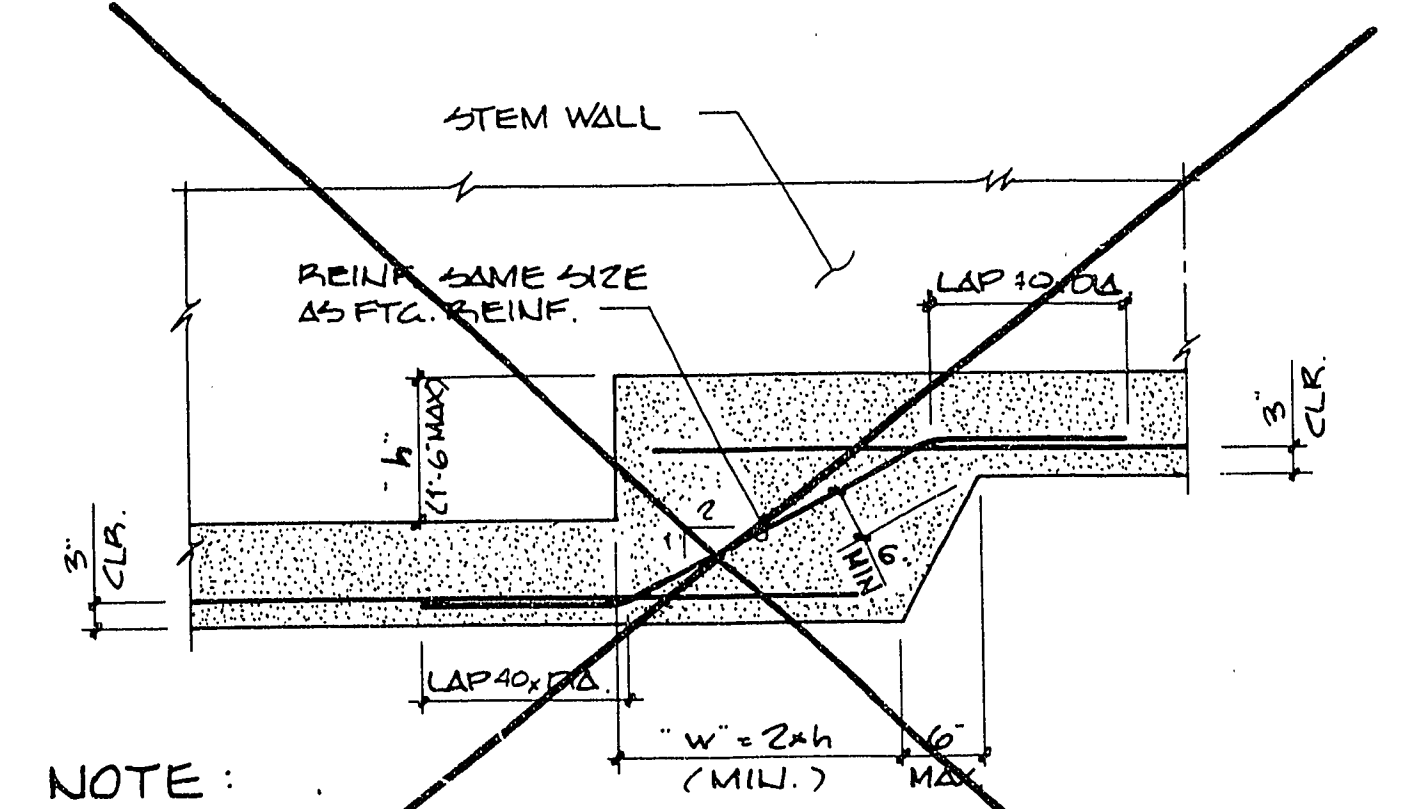 STEM WALL
REINF. SAME SIZE
AS FTG. REINF.
LAP 40xDIA.
3"
CLR.
"h"
(1'-6" MAX)
2
1
6"
MIN
3"
CLR.
LAP 40xDIA.
"w" = 2xh
(MIN.)
6"
MAX
NOTE: